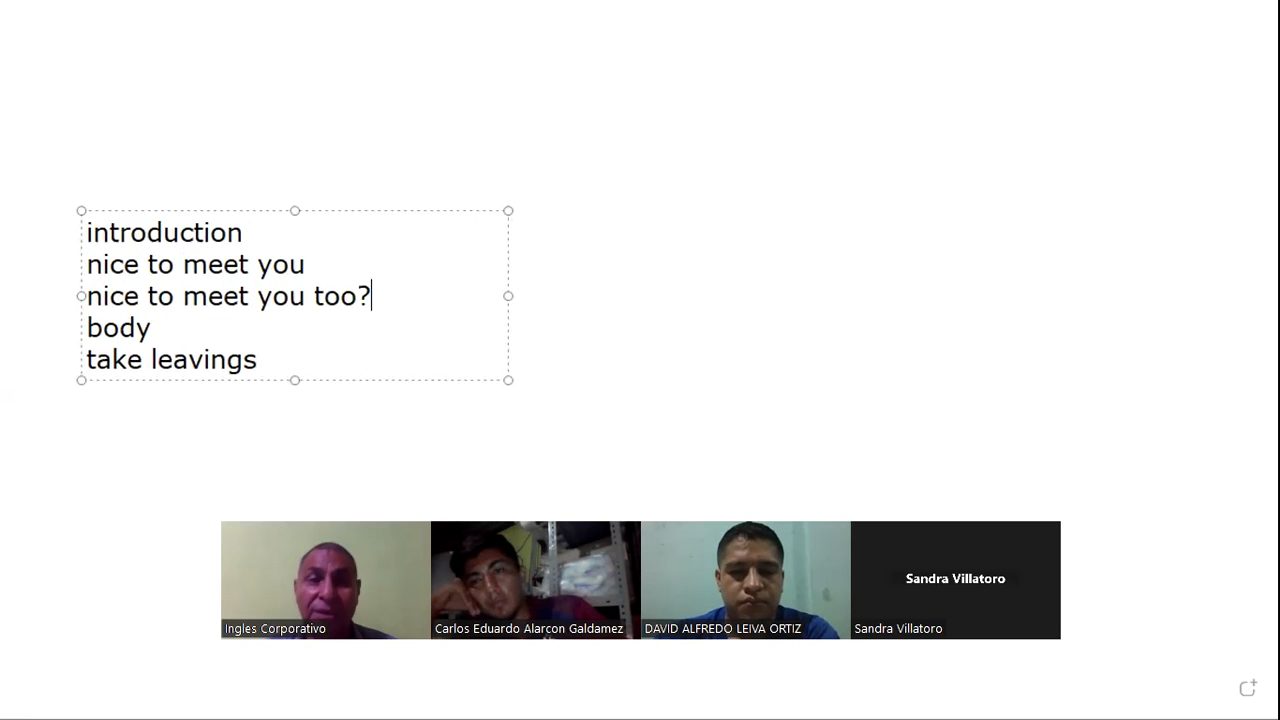 introduction
nice to meet you
nice to meet you too?
body
take leavings
Sandra Villatoro
Ingles Corporativo
Carlos Eduardo Alarcon Galdamez
DAVID ALFREDO LEIVA ORTIZ
Sandra Villatoro